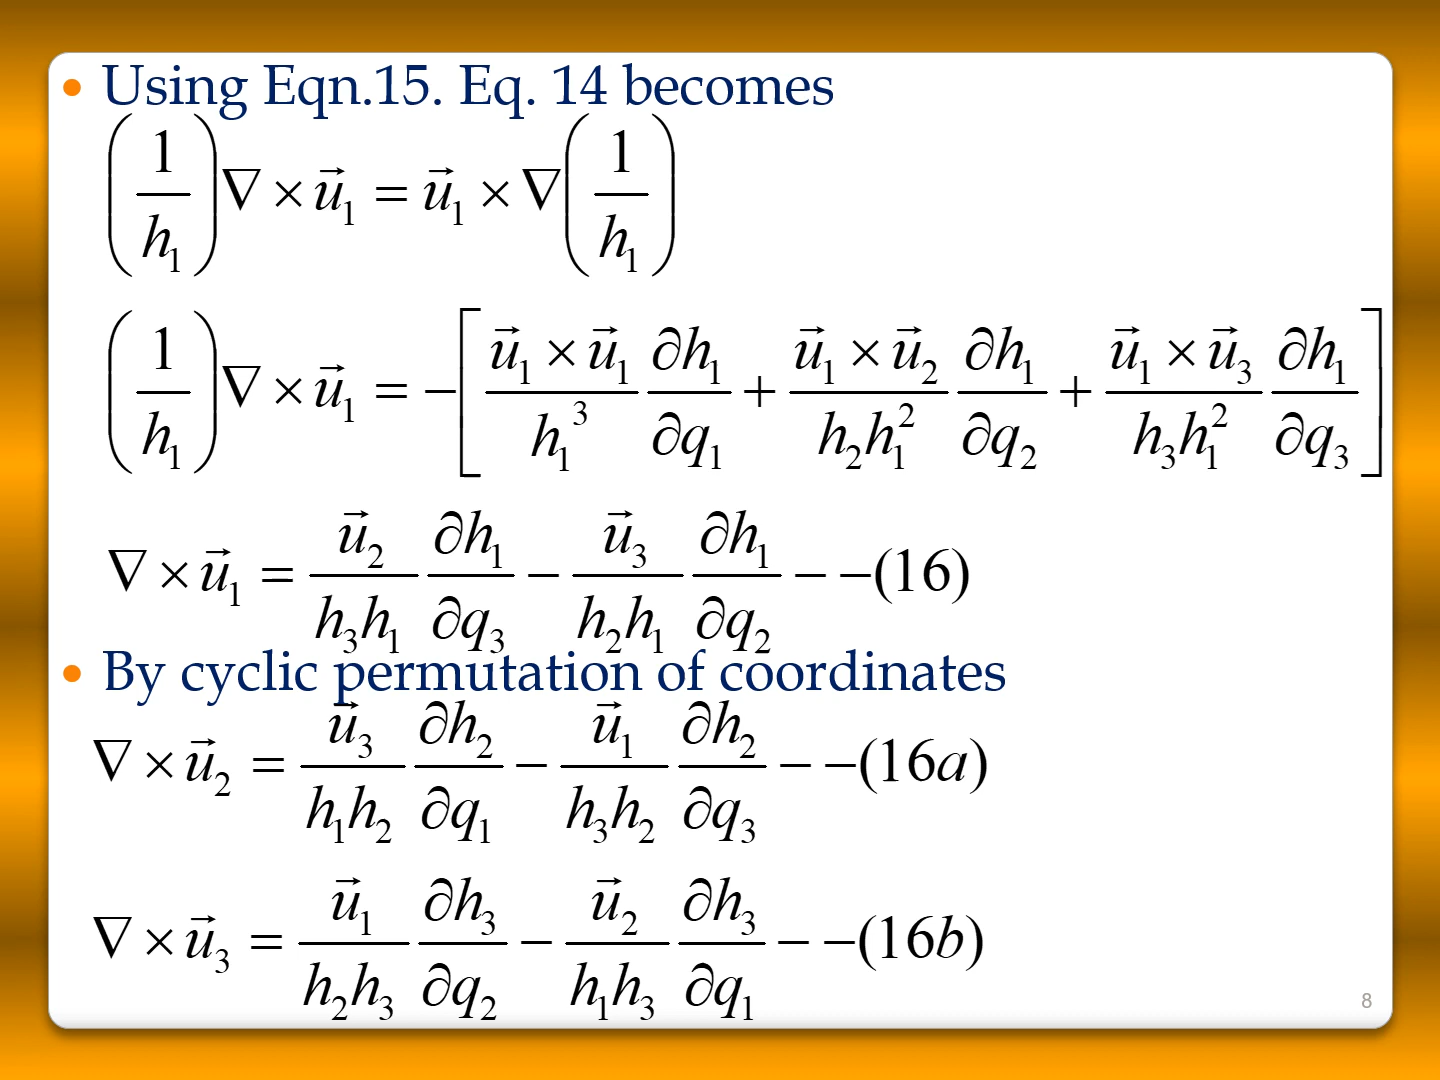 • Using Eqn.15. Eq. 14 becomes
$\left(\frac{1}{h_1}\right)\nabla \times \vec{u}_1 = \vec{u}_1 \times \nabla\left(\frac{1}{h_1}\right)$
$\left(\frac{1}{h_1}\right)\nabla \times \vec{u}_1 = -\left[\frac{\vec{u}_1 \times \vec{u}_1}{h_1^3}\frac{\partial h_1}{\partial q_1} + \frac{\vec{u}_1 \times \vec{u}_2}{h_2 h_1^2}\frac{\partial h_1}{\partial q_2} + \frac{\vec{u}_1 \times \vec{u}_3}{h_3 h_1^2}\frac{\partial h_1}{\partial q_3}\right]$
$\nabla \times \vec{u}_1 = \frac{\vec{u}_2}{h_3 h_1}\frac{\partial h_1}{\partial q_3} - \frac{\vec{u}_3}{h_2 h_1}\frac{\partial h_1}{\partial q_2} - -(16)$
• By cyclic permutation of coordinates
$\nabla \times \vec{u}_2 = \frac{\vec{u}_3}{h_1 h_2}\frac{\partial h_2}{\partial q_1} - \frac{\vec{u}_1}{h_3 h_2}\frac{\partial h_2}{\partial q_3} - -(16a)$
$\nabla \times \vec{u}_3 = \frac{\vec{u}_1}{h_2 h_3}\frac{\partial h_3}{\partial q_2} - \frac{\vec{u}_2}{h_1 h_3}\frac{\partial h_3}{\partial q_1} - -(16b)$
8